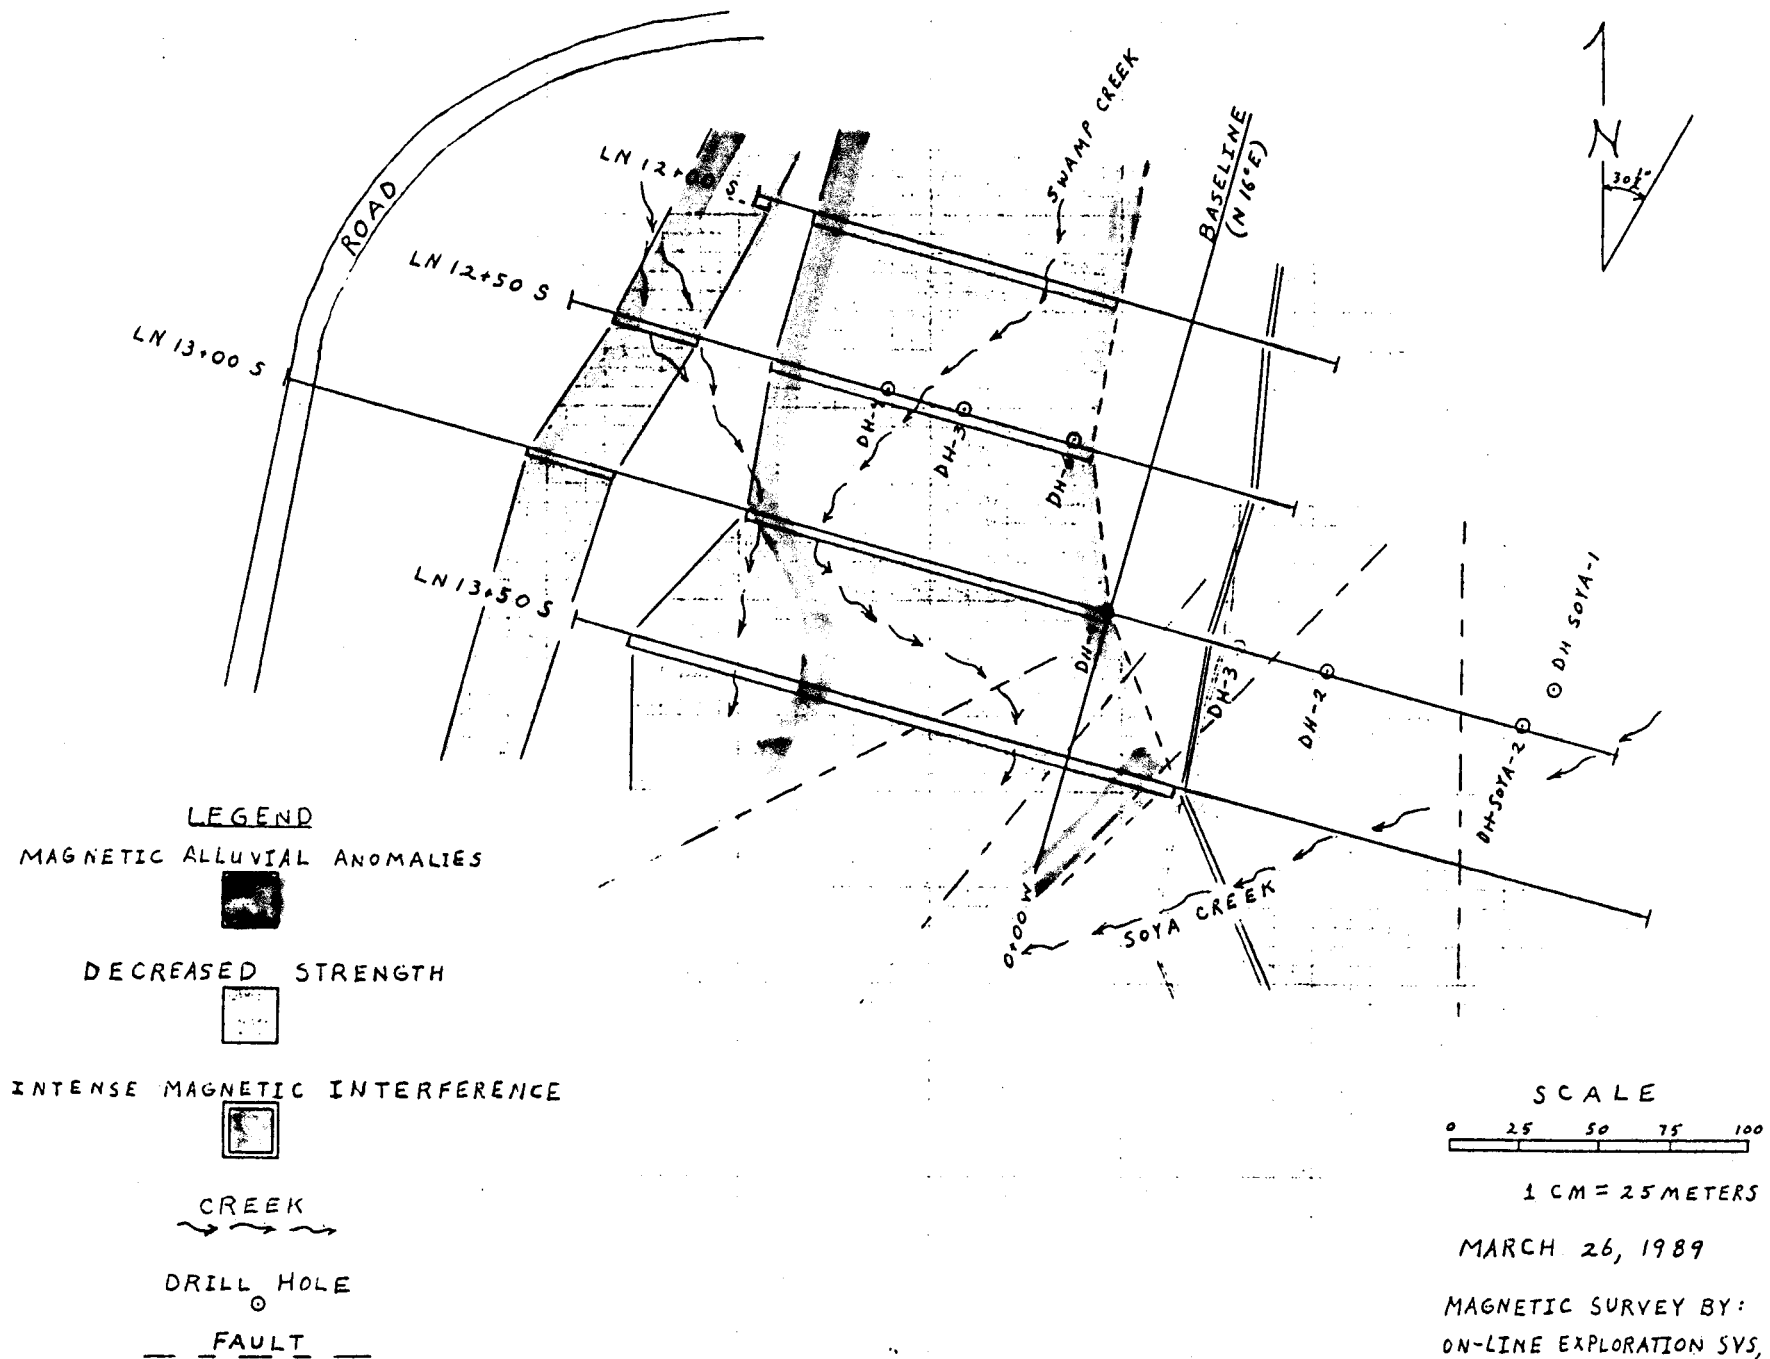 SWAMP CREEK
BASELINE
(N 16°E)
N
30½°
ROAD
LN 12+00 S
LN 12+50 S
LN 13+00 S
LN 13+50 S
DH-3
DH-3
DH-2
DH SOYA-1
DH-SOYA-2
0+00 W
SOYA CREEK
LEGEND
MAGNETIC ALLUVIAL ANOMALIES
DECREASED STRENGTH
INTENSE MAGNETIC INTERFERENCE
CREEK
DRILL HOLE
FAULT
SCALE
0 25 50 75 100
1 CM = 25 METERS
MARCH 26, 1989
MAGNETIC SURVEY BY:
ON-LINE EXPLORATION SYS,